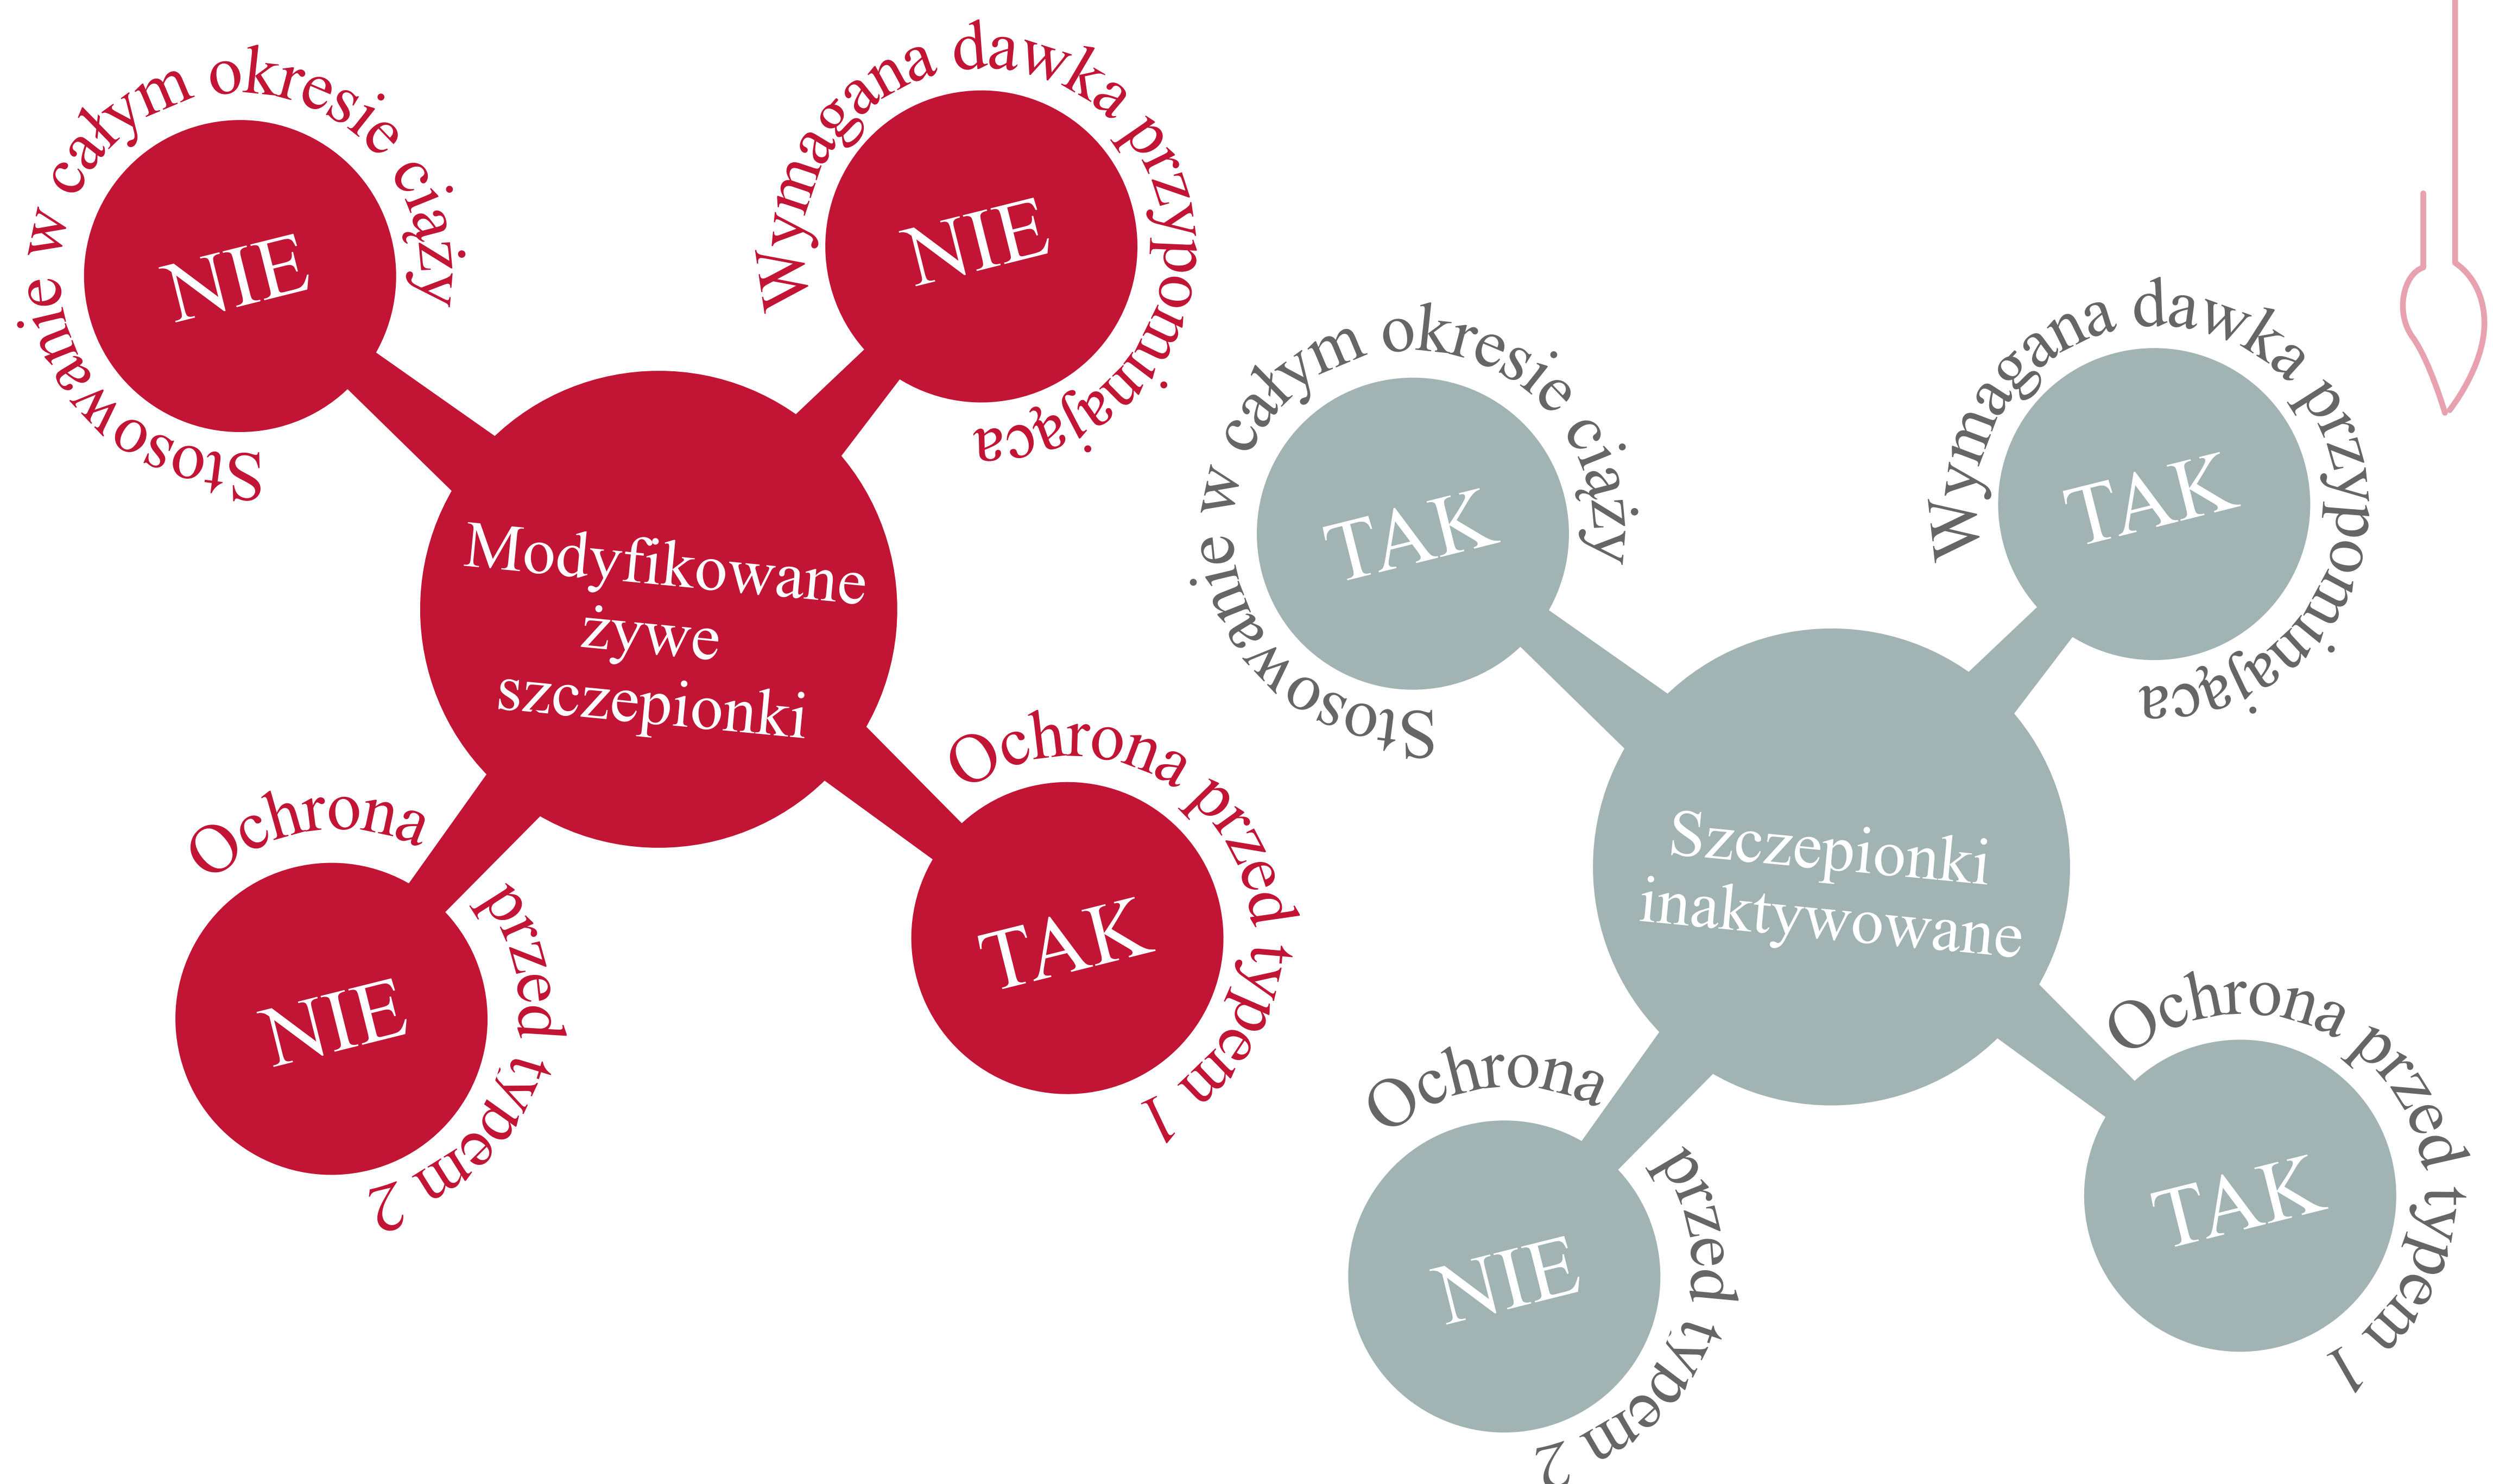 Stosowanie w całym okresie ciąży
NIE
Wymagana dawka przypominająca
NIE
Modyfikowane
żywe
szczepionki
Ochrona przed typem 2
NIE
Ochrona przed typem 1
TAK
Stosowanie w całym okresie ciąży
TAK
Wymagana dawka przypominająca
TAK
Szczepionki
inaktywowane
Ochrona przed typem 2
NIE
Ochrona przed typem 1
TAK